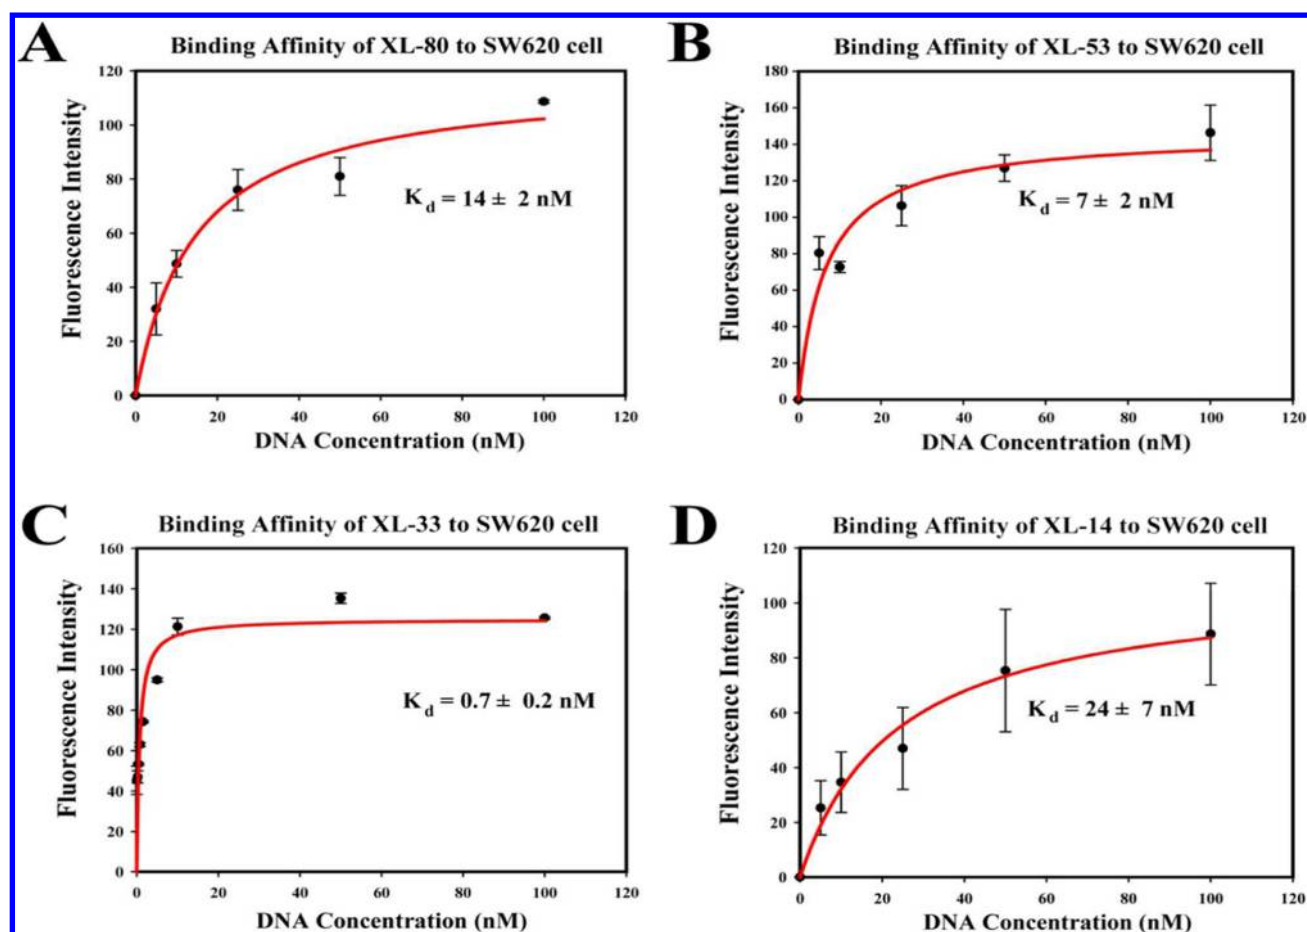 A
Binding Affinity of XL-80 to SW620 cell
120
100
80
60
40
20
0
Fluorescence Intensity
K_d = 14 ± 2 nM
0 20 40 60 80 100 120
DNA Concentration (nM)
B
Binding Affinity of XL-53 to SW620 cell
180
160
140
120
100
80
60
40
20
0
Fluorescence Intensity
K_d = 7 ± 2 nM
0 20 40 60 80 100 120
DNA Concentration (nM)
C
Binding Affinity of XL-33 to SW620 cell
160
140
120
100
80
60
40
20
0
Fluorescence Intensity
K_d = 0.7 ± 0.2 nM
0 20 40 60 80 100 120
DNA Concentration (nM)
D
Binding Affinity of XL-14 to SW620 cell
120
100
80
60
40
20
0
Fluorescence Intensity
K_d = 24 ± 7 nM
0 20 40 60 80 100 120
DNA Concentration (nM)